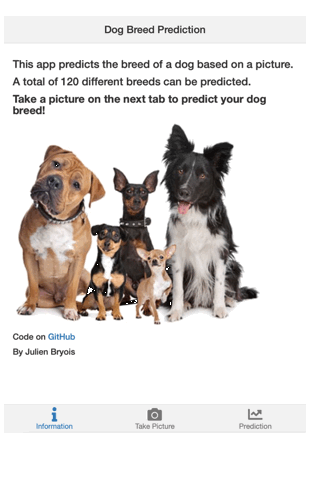 Dog Breed Prediction
This app predicts the breed of a dog based on a picture.
A total of 120 different breeds can be predicted.
Take a picture on the next tab to predict your dog
breed!
Code on GitHub
By Julien Bryois
Information Take Picture Prediction